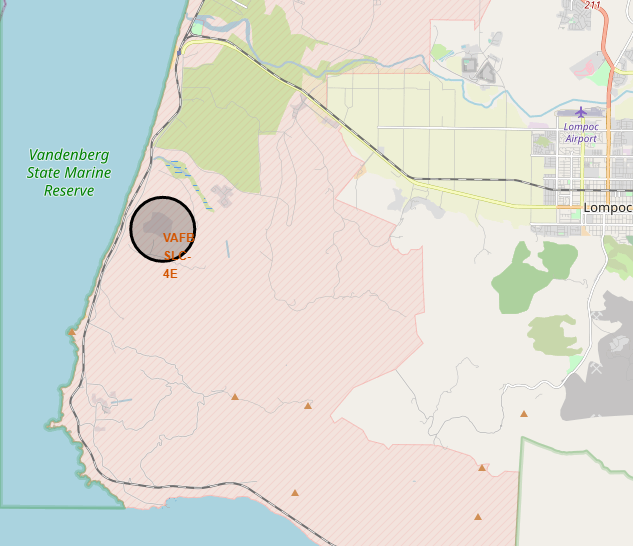 211
Lompoc
Airport
Vandenberg
State Marine
Reserve
Lompoc
VAFB
SLC-
4E